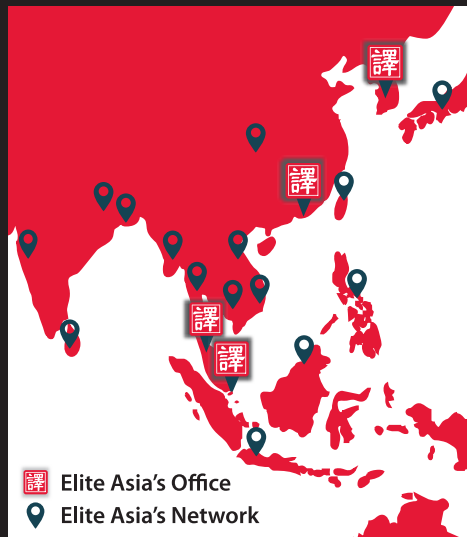 譯
譯
譯
譯
譯 Elite Asia's Office
Elite Asia's Network